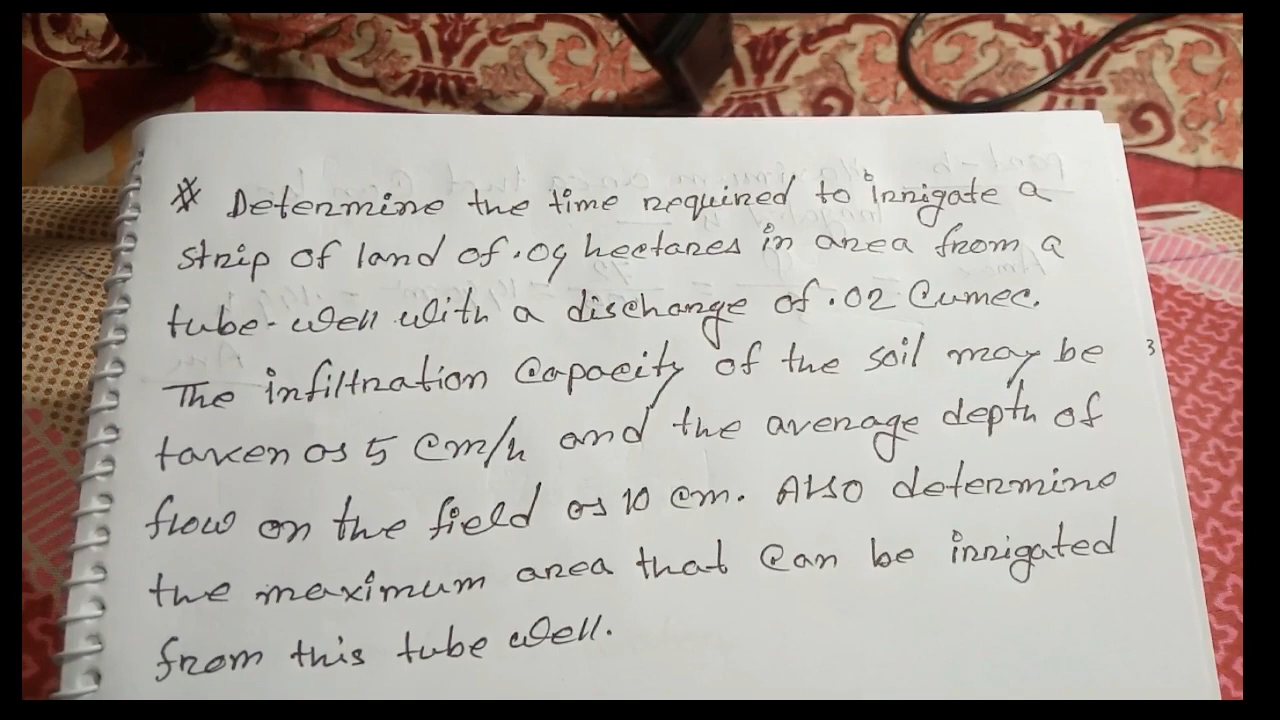 * Determine the time required to irrigate a
strip of land of .04 hectares in area from a
tube-well with a discharge of .02 Cumec.
The infiltration Capacity of the soil may be
taken as 5 Cm/h and the average depth of
flow on the field as 10 Cm. Also determine
the maximum area that Can be irrigated
from this tube well.
3